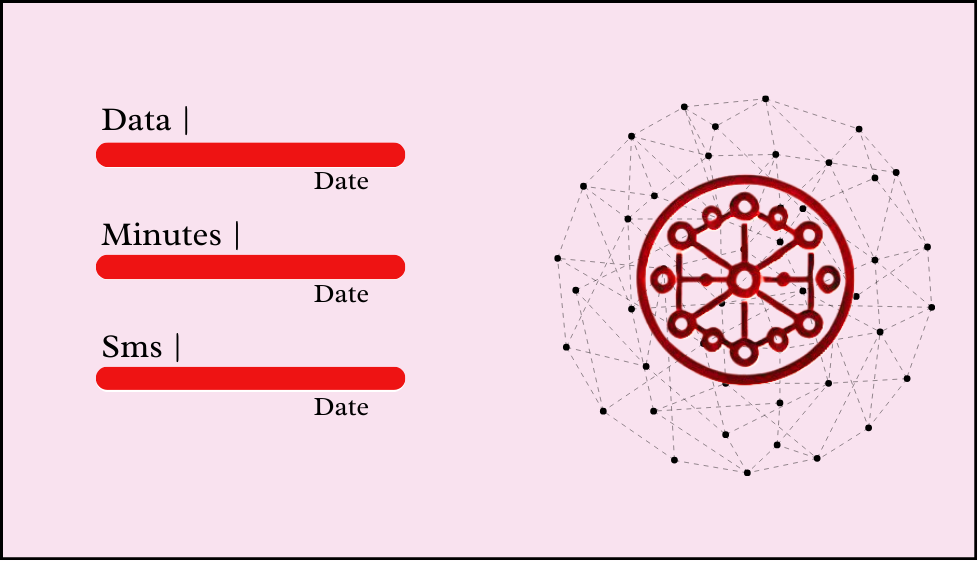 Data |
Date
Minutes |
Date
Sms |
Date